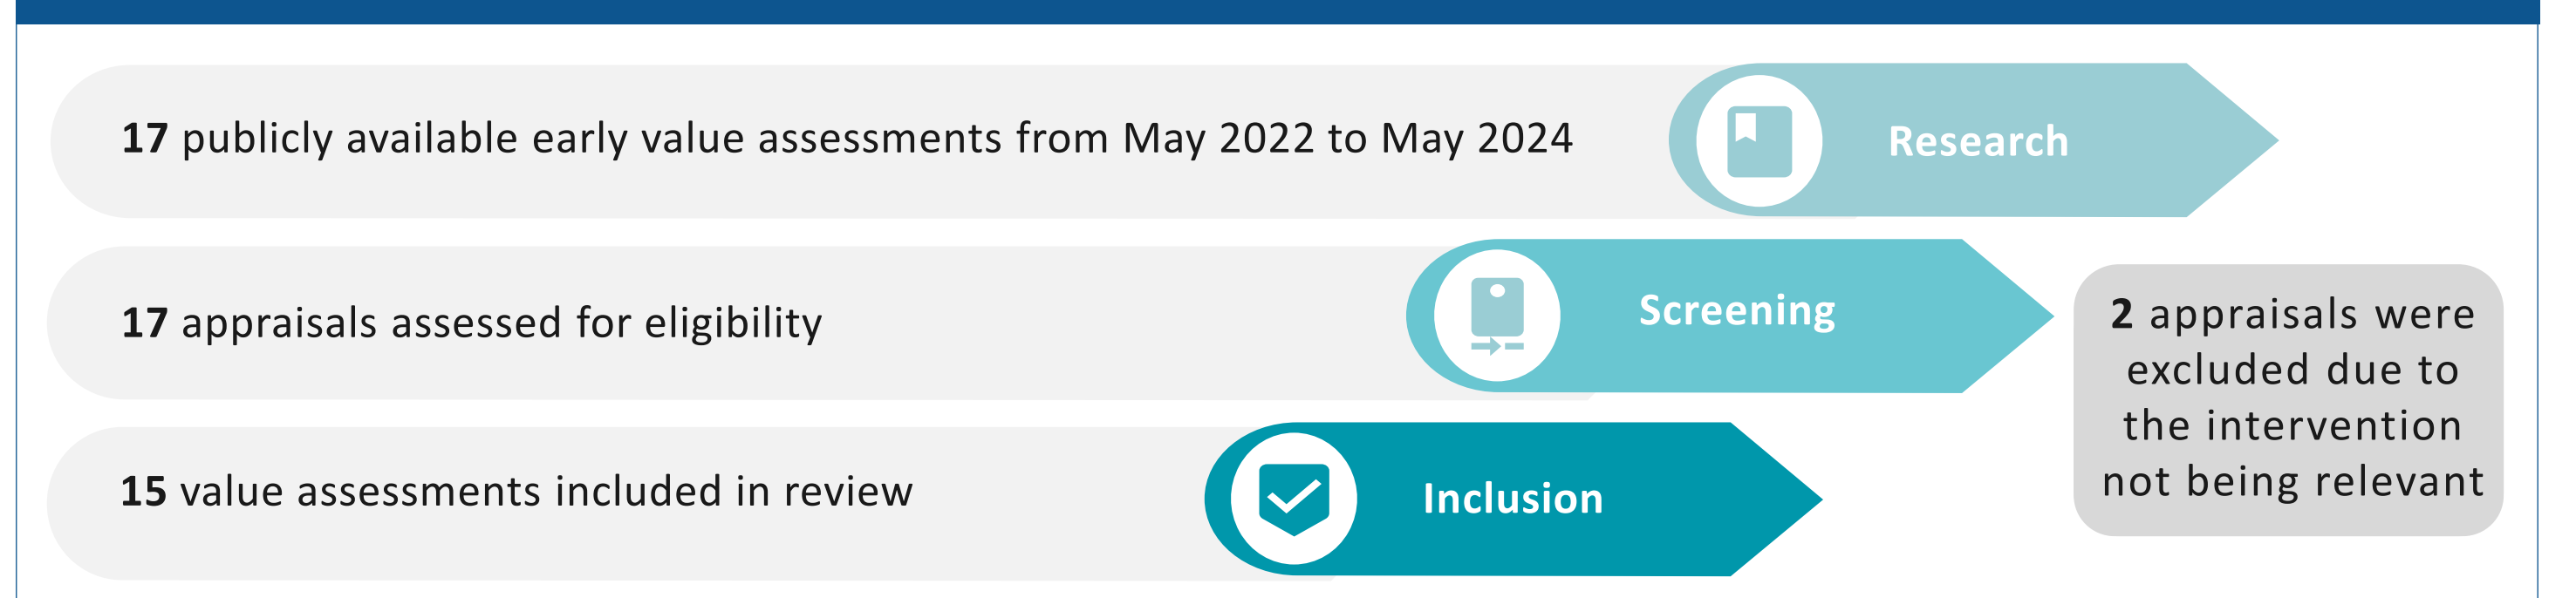 17 publicly available early value assessments from May 2022 to May 2024
Research
17 appraisals assessed for eligibility
Screening
2 appraisals were
excluded due to
the intervention
not being relevant
15 value assessments included in review
Inclusion